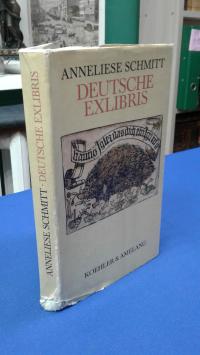 ANNELIESE SCHMITT
DEUTSCHE
EXLIBRIS
KOEHLER & AMELANG
ANNELIESE SCHMITT · DEUTSCHE EXLIBRIS